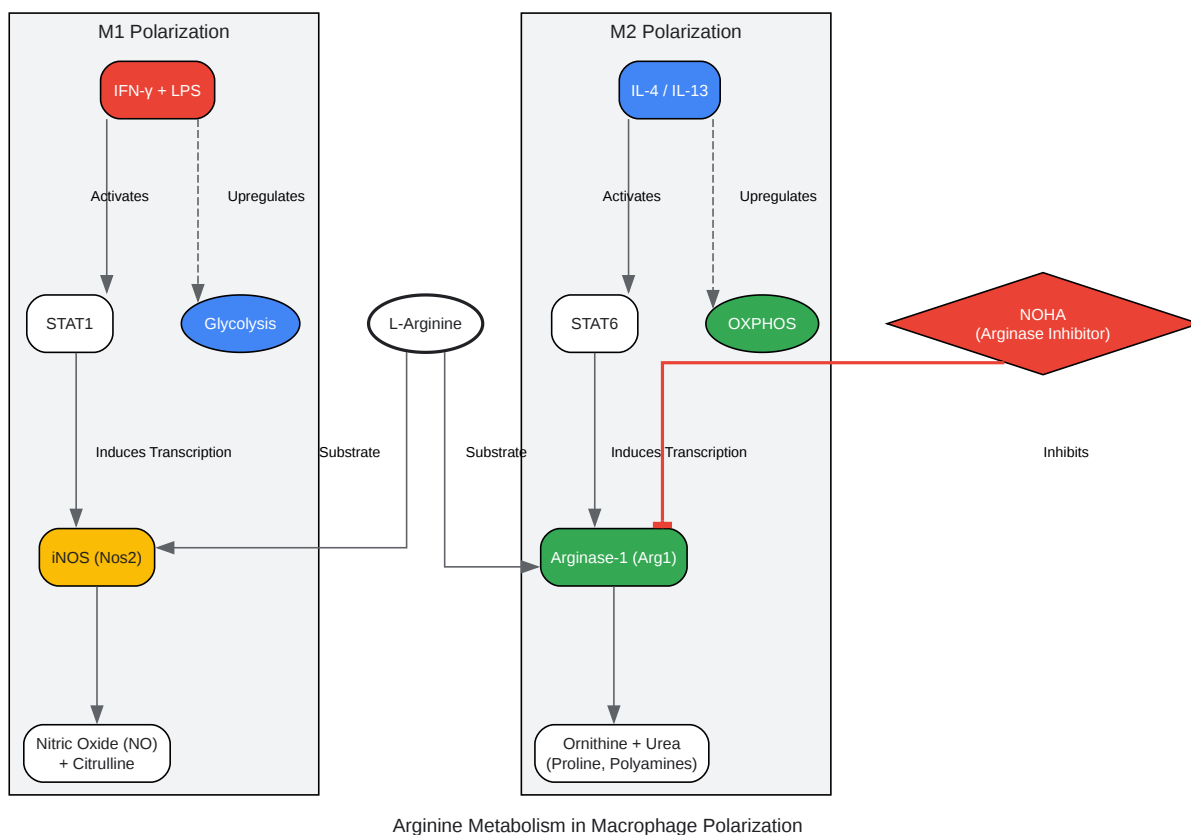 M1 Polarization
M2 Polarization
IFN-γ + LPS
IL-4 / IL-13
Activates
Upregulates
Activates
Upregulates
STAT1
Glycolysis
L-Arginine
STAT6
OXPHOS
NOHA
(Arginase Inhibitor)
Induces Transcription
Substrate
Substrate
Induces Transcription
Inhibits
iNOS (Nos2)
Arginase-1 (Arg1)
Nitric Oxide (NO)
+ Citrulline
Ornithine + Urea
(Proline, Polyamines)
Arginine Metabolism in Macrophage Polarization